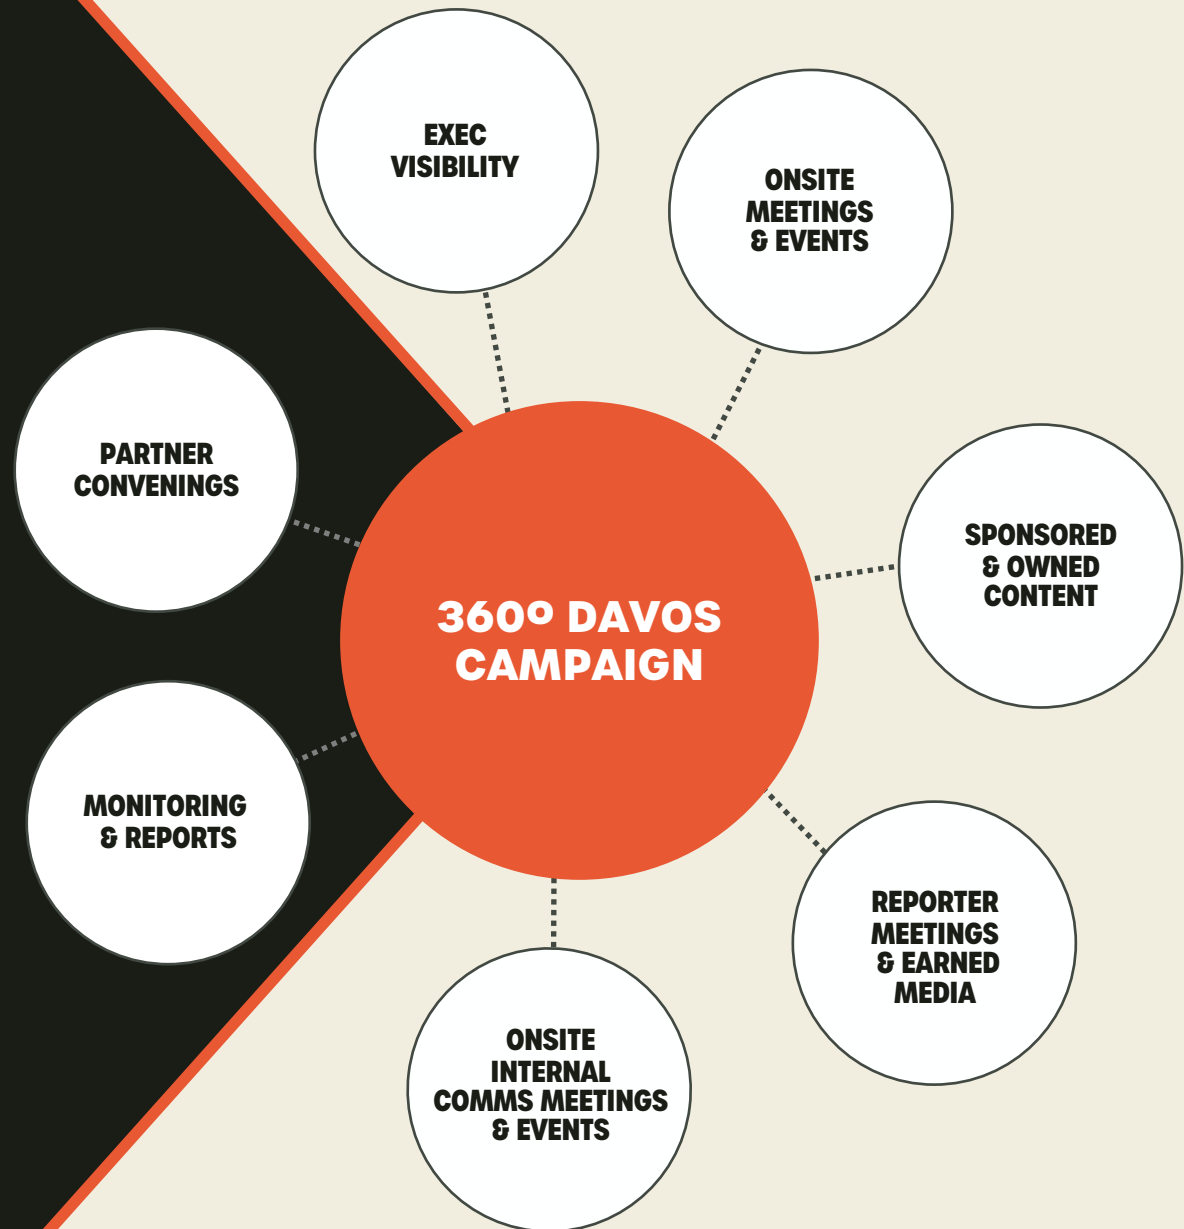 EXEC
VISIBILITY
ONSITE
MEETINGS
& EVENTS
PARTNER
CONVENINGS
SPONSORED
& OWNED
CONTENT
360º DAVOS
CAMPAIGN
MONITORING
& REPORTS
REPORTER
MEETINGS
& EARNED
MEDIA
ONSITE
INTERNAL
COMMS MEETINGS
& EVENTS